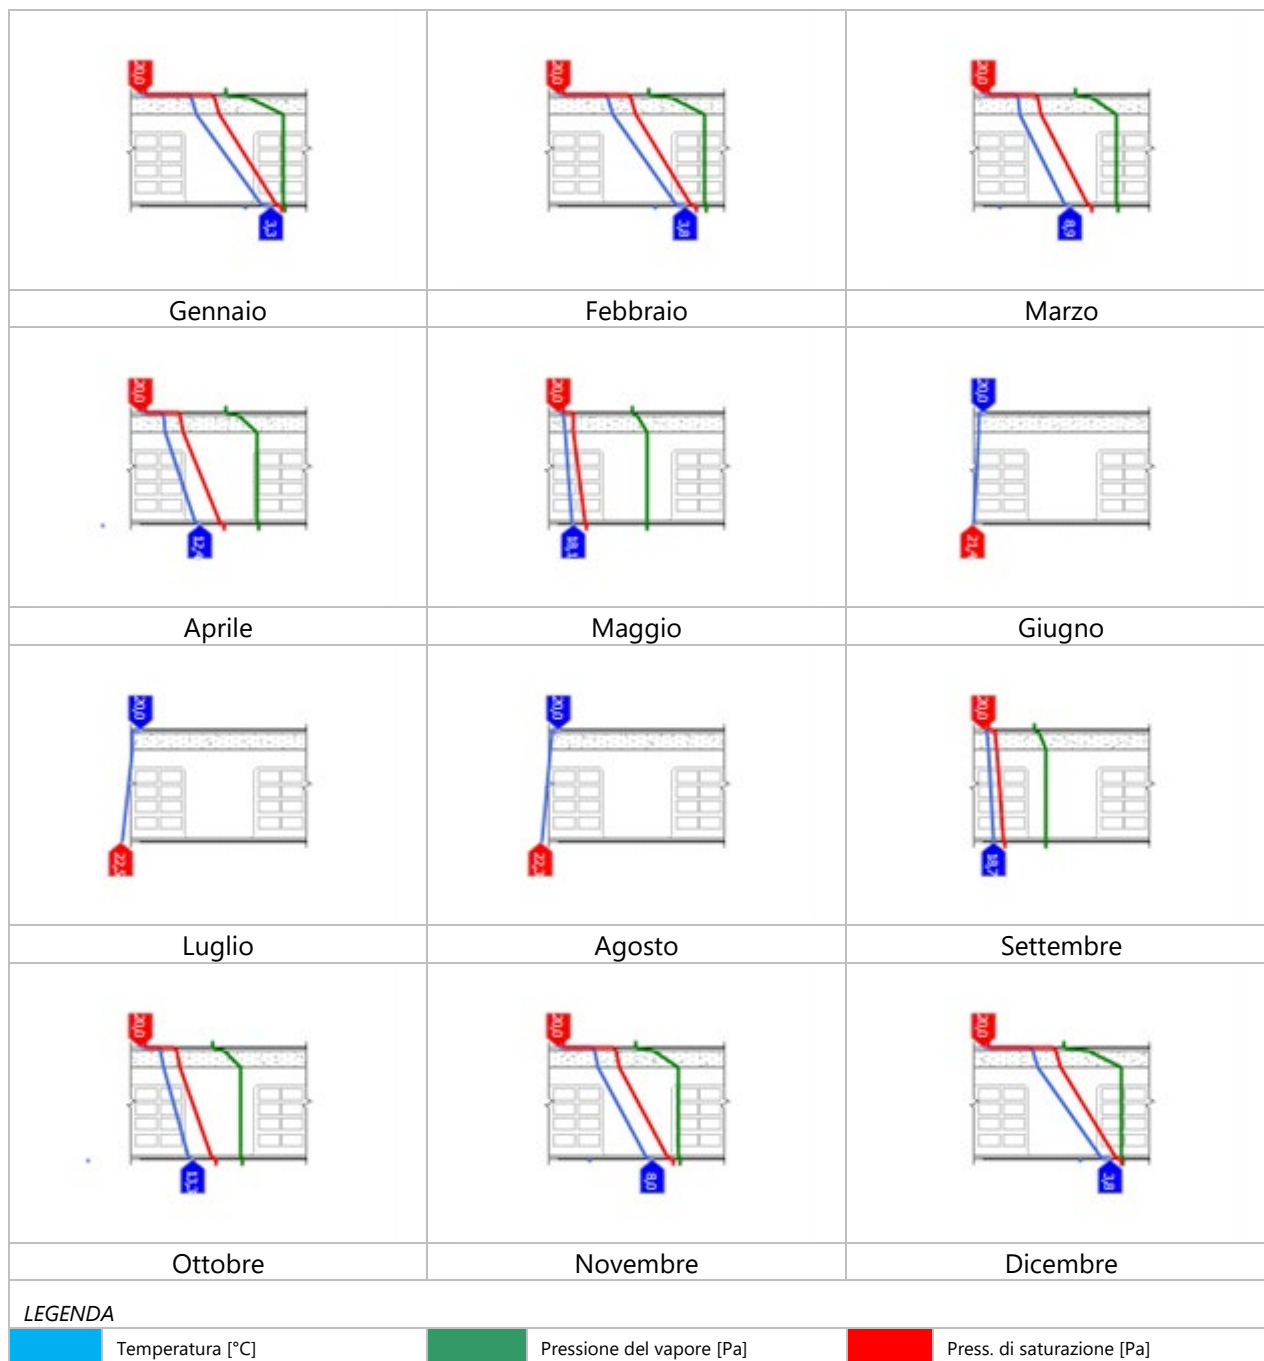 20,0 20,0 20,0
3,3 3,8 8,9
Gennaio Febbraio Marzo
20,0 20,0 20,0
Aprile Maggio Giugno
20,0 20,0 20,0
Luglio Agosto Settembre
20,0 20,0 20,0
8,0 3,8
Ottobre Novembre Dicembre
LEGENDA
Temperatura [°C] Pressione del vapore [Pa] Press. di saturazione [Pa]